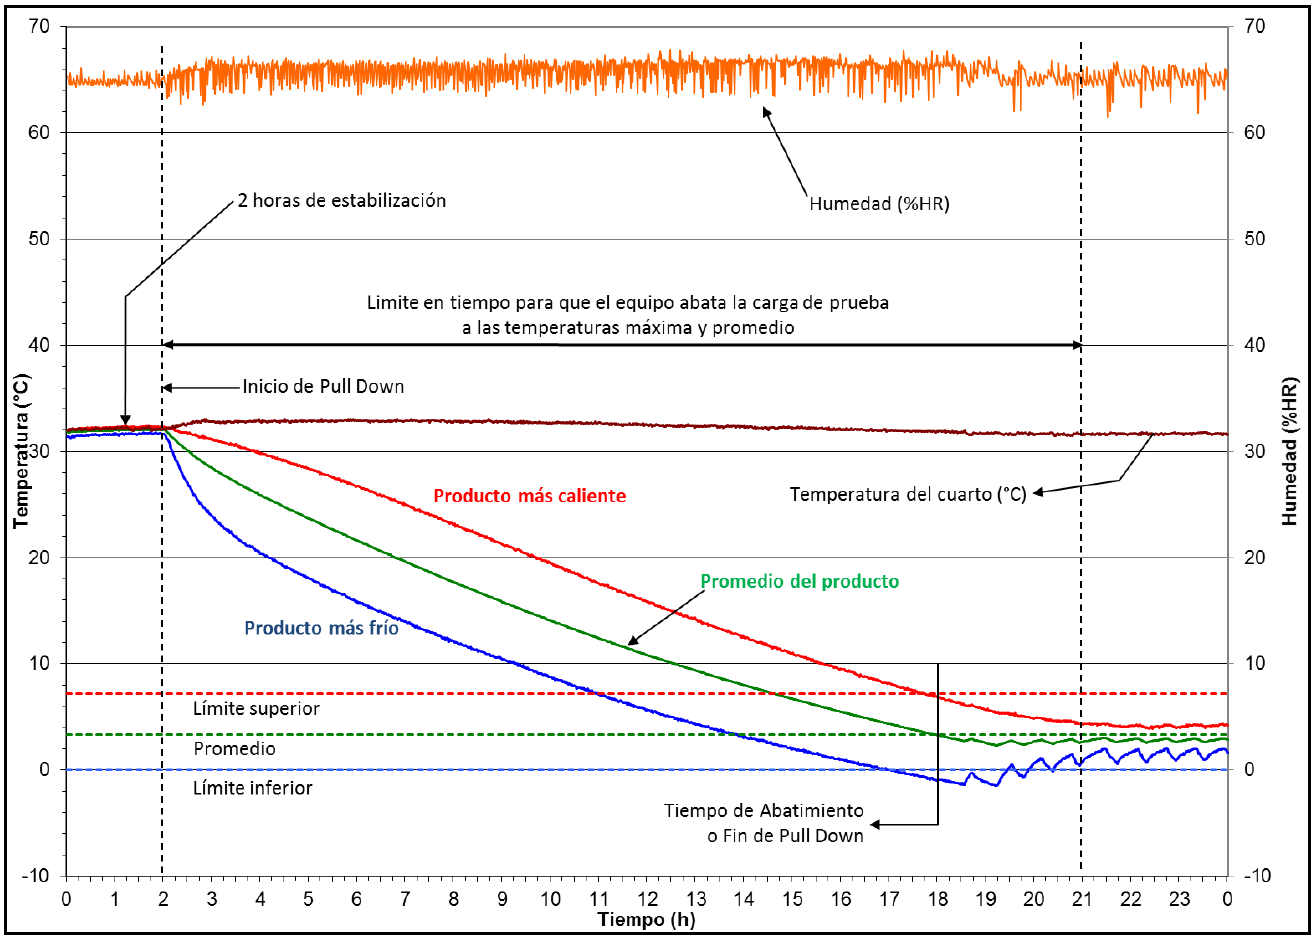 70
60
50
40
30
20
10
0
-10
Temperatura (°C)
70
60
50
40
30
20
10
0
-10
Humedad (%HR)
Humedad (%HR)
2 horas de estabilización
Limite en tiempo para que el equipo abata la carga de prueba
a las temperaturas máxima y promedio
Inicio de Pull Down
Producto más caliente
Temperatura del cuarto (°C)
Promedio del producto
Producto más frío
Límite superior
Promedio
Límite inferior
Tiempo de Abatimiento
o Fin de Pull Down
0 1 2 3 4 5 6 7 8 9 10 11 12 13 14 15 16 17 18 19 20 21 22 23 0
Tiempo (h)